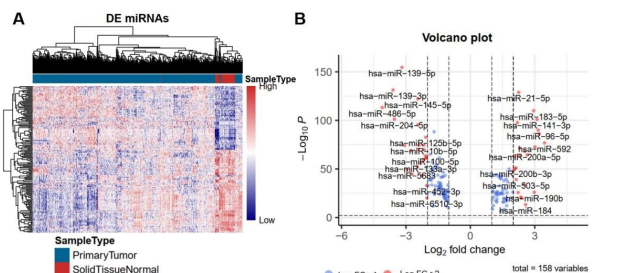 A
DE miRNAs
SampleType
High
Low
SampleType
PrimaryTumor
SolidTissueNormal
B
Volcano plot
−Log10 P
150
100
50
0
hsa−miR−139−5p
hsa−miR−139−3p
hsa−miR−145−5p
hsa−miR−486−5p
hsa−miR−204−5p
hsa−miR−125b−5p
hsa−miR−10b−5p
hsa−miR−100−5p
hsa−miR−133a−3p
hsa−miR−5683
hsa−miR−452−3p
hsa−miR−6510−3p
hsa−miR−21−5p
hsa−miR−183−5p
hsa−miR−141−3p
hsa−miR−96−5p
hsa−miR−592
hsa−miR−200a−5p
hsa−miR−200b−3p
hsa−miR−503−5p
hsa−miR−190b
hsa−miR−184
−6
−3
0
3
Log2 fold change
total = 158 variables